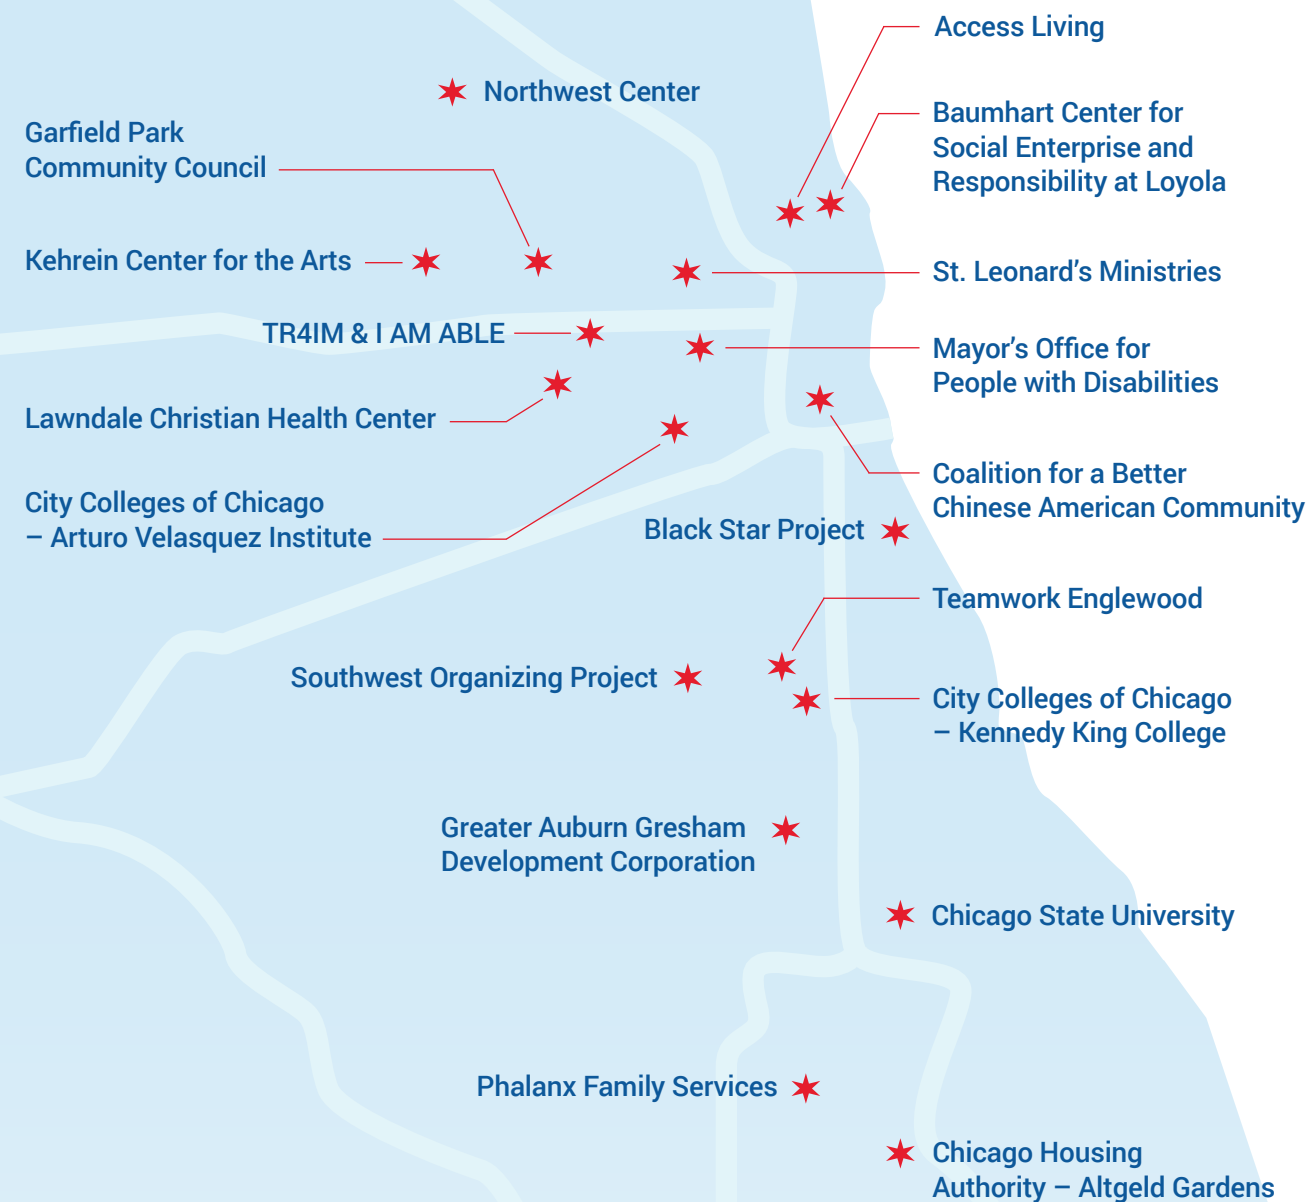 Access Living
Northwest Center
Baumhart Center for
Social Enterprise and
Responsibility at Loyola
Garfield Park
Community Council
Kehrein Center for the Arts
St. Leonard's Ministries
TR4IM & I AM ABLE
Mayor's Office for
People with Disabilities
Lawndale Christian Health Center
Coalition for a Better
Chinese American Community
City Colleges of Chicago
– Arturo Velasquez Institute
Black Star Project
Teamwork Englewood
Southwest Organizing Project
City Colleges of Chicago
– Kennedy King College
Greater Auburn Gresham
Development Corporation
Chicago State University
Phalanx Family Services
Chicago Housing
Authority – Altgeld Gardens